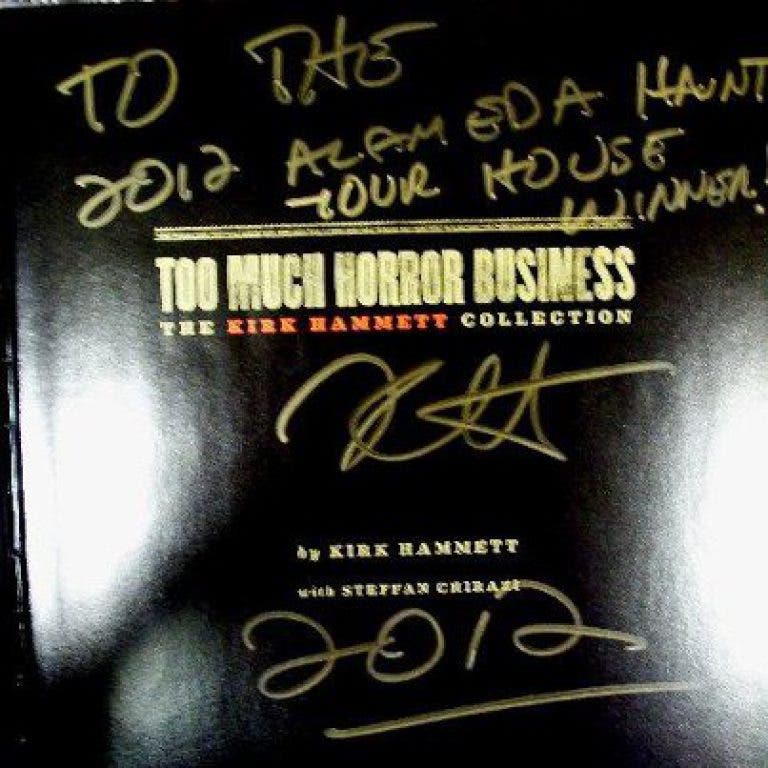 TO THE
2012 ALAMEDA HAUNT
YOUR HOUSE
WINNER!
TOO MUCH HORROR BUSINESS
THE KIRK HAMMETT COLLECTION
by KIRK HAMMETT
with STEFFAN CHIRAZI
2012